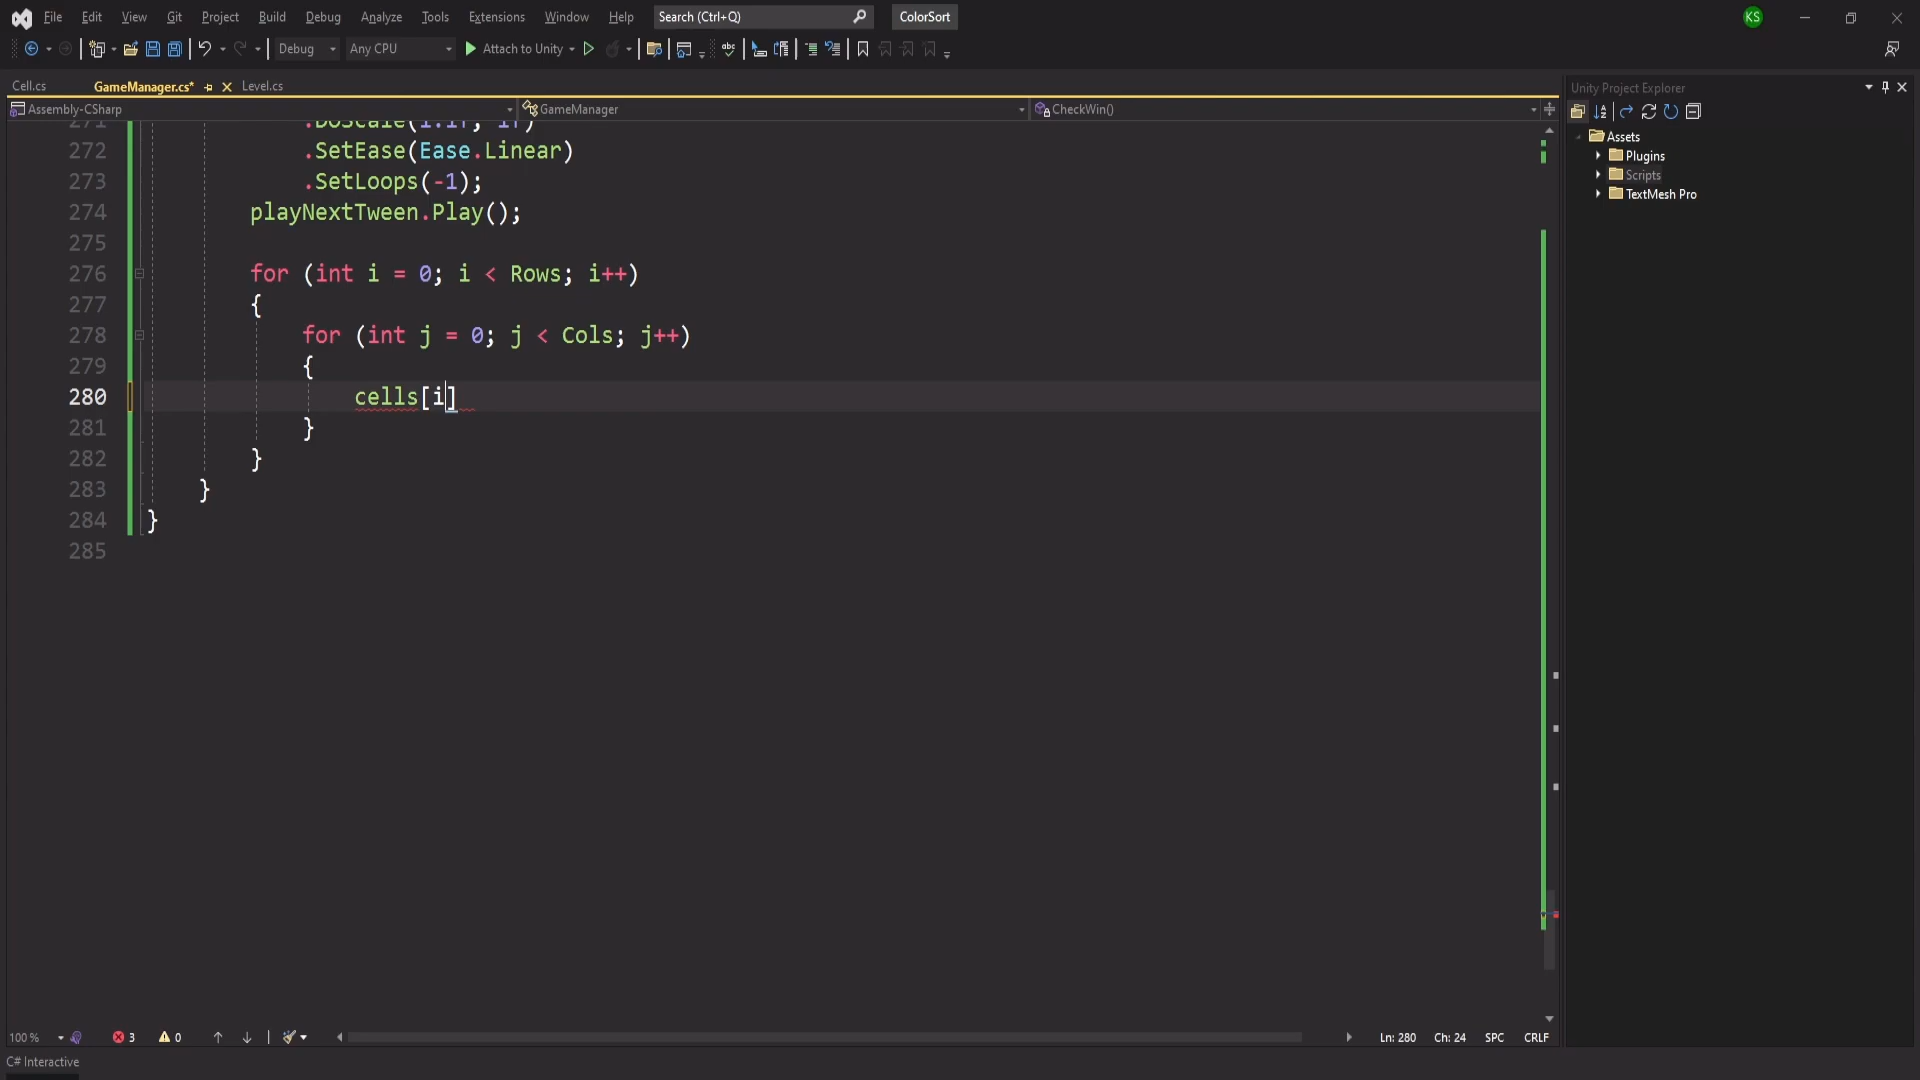 File Edit View Git Project Build Debug Analyze Tools Extensions Window Help Search (Ctrl+Q) ColorSort KS
Debug Any CPU Attach to Unity abc
Cell.cs GameManager.cs* Level.cs
Assembly-CSharp GameManager CheckWin()
272 .SetEase(Ease.Linear)
273 .SetLoops(-1);
274 playNextTween.Play();
275
276 for (int i = 0; i < Rows; i++)
277 {
278 for (int j = 0; j < Cols; j++)
279 {
280 cells[i]
281 }
282 }
283 }
284 }
285
Unity Project Explorer
Assets
Plugins
Scripts
TextMesh Pro
100 % 3 0 Ln: 280 Ch: 24 SPC CRLF
C# Interactive